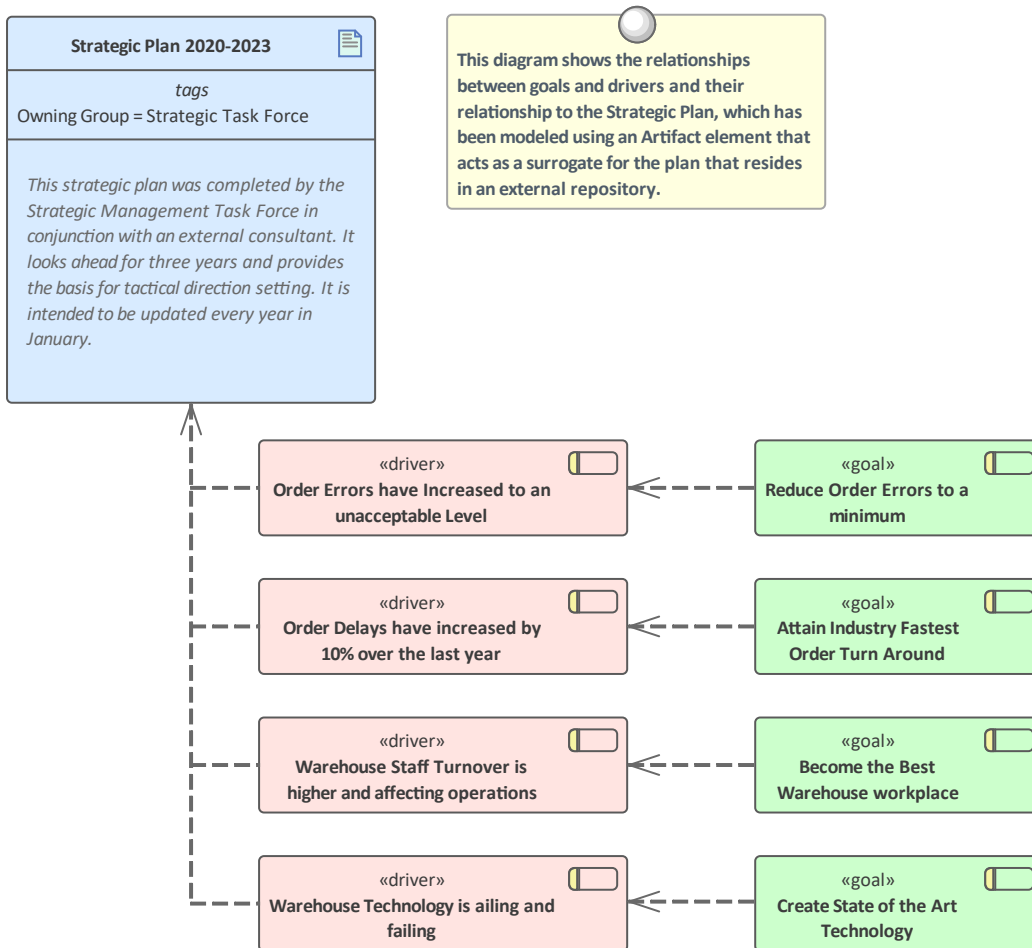 Strategic Plan 2020-2023
tags
Owning Group = Strategic Task Force
This strategic plan was completed by the
Strategic Management Task Force in
conjunction with an external consultant. It
looks ahead for three years and provides
the basis for tactical direction setting. It is
intended to be updated every year in
January.
This diagram shows the relationships
between goals and drivers and their
relationship to the Strategic Plan, which has
been modeled using an Artifact element that
acts as a surrogate for the plan that resides
in an external repository.
«driver»
Order Errors have Increased to an
unacceptable Level
«goal»
Reduce Order Errors to a
minimum
«driver»
Order Delays have increased by
10% over the last year
«goal»
Attain Industry Fastest
Order Turn Around
«driver»
Warehouse Staff Turnover is
higher and affecting operations
«goal»
Become the Best
Warehouse workplace
«driver»
Warehouse Technology is ailing and
failing
«goal»
Create State of the Art
Technology